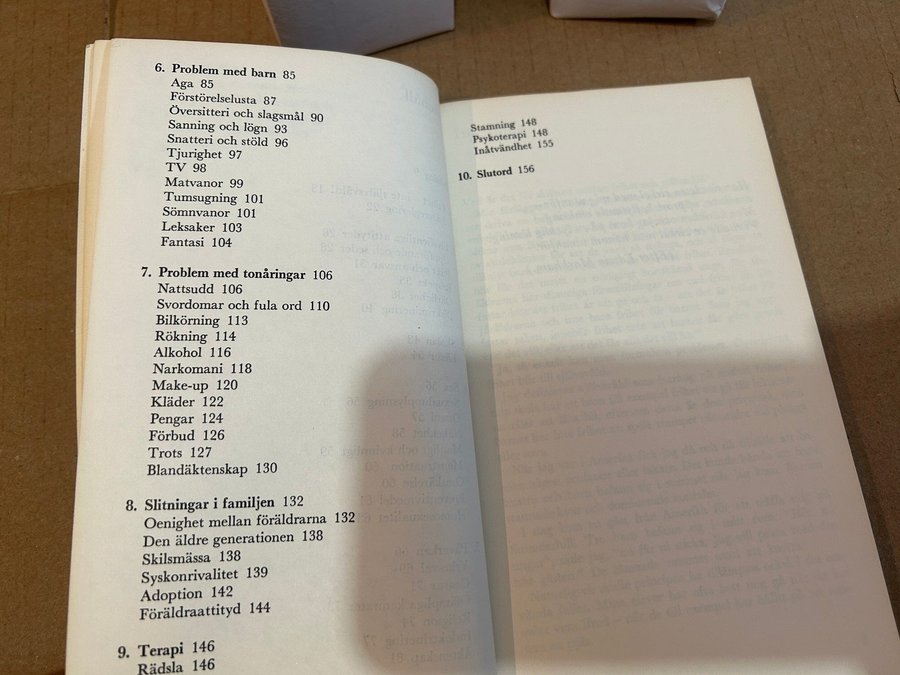 6. Problem med barn 85
Aga 85
Förstörelselusta 87
Översitteri och slagsmål 90
Sanning och lögn 93
Snatteri och stöld 96
Tjurighet 97
TV 98
Matvanor 99
Tumsugning 101
Sömnvanor 101
Leksaker 103
Fantasi 104
7. Problem med tonåringar 106
Nattsudd 106
Svordomar och fula ord 110
Bilkörning 113
Rökning 114
Alkohol 116
Narkomani 118
Make-up 120
Kläder 122
Pengar 124
Förbud 126
Trots 127
Blandäktenskap 130
8. Slitningar i familjen 132
Oenighet mellan föräldrarna 132
Den äldre generationen 138
Skilsmässa 138
Syskonrivalitet 139
Adoption 142
Föräldraattityd 144
9. Terapi 146
Rädsla 146
Stamning 148
Psykoterapi 148
Inåtvändhet 155
10. Slutord 156